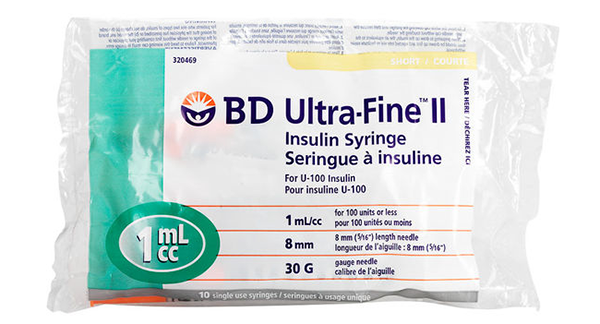 320469
SHORT / COURTE
TEAR HERE / DÉCHIREZ ICI
BD Ultra-Fine™ II
Insulin Syringe
Seringue à insuline
For U-100 Insulin
Pour insuline U-100
1 mL/cc for 100 units or less
pour 100 unités ou moins
8 mm 8 mm (5/16") length needle
longueur de l'aiguille : 8 mm (5/16")
30 G gauge needle
calibre de l'aiguille
1 mL
cc
10 single use syringes / seringues à usage unique